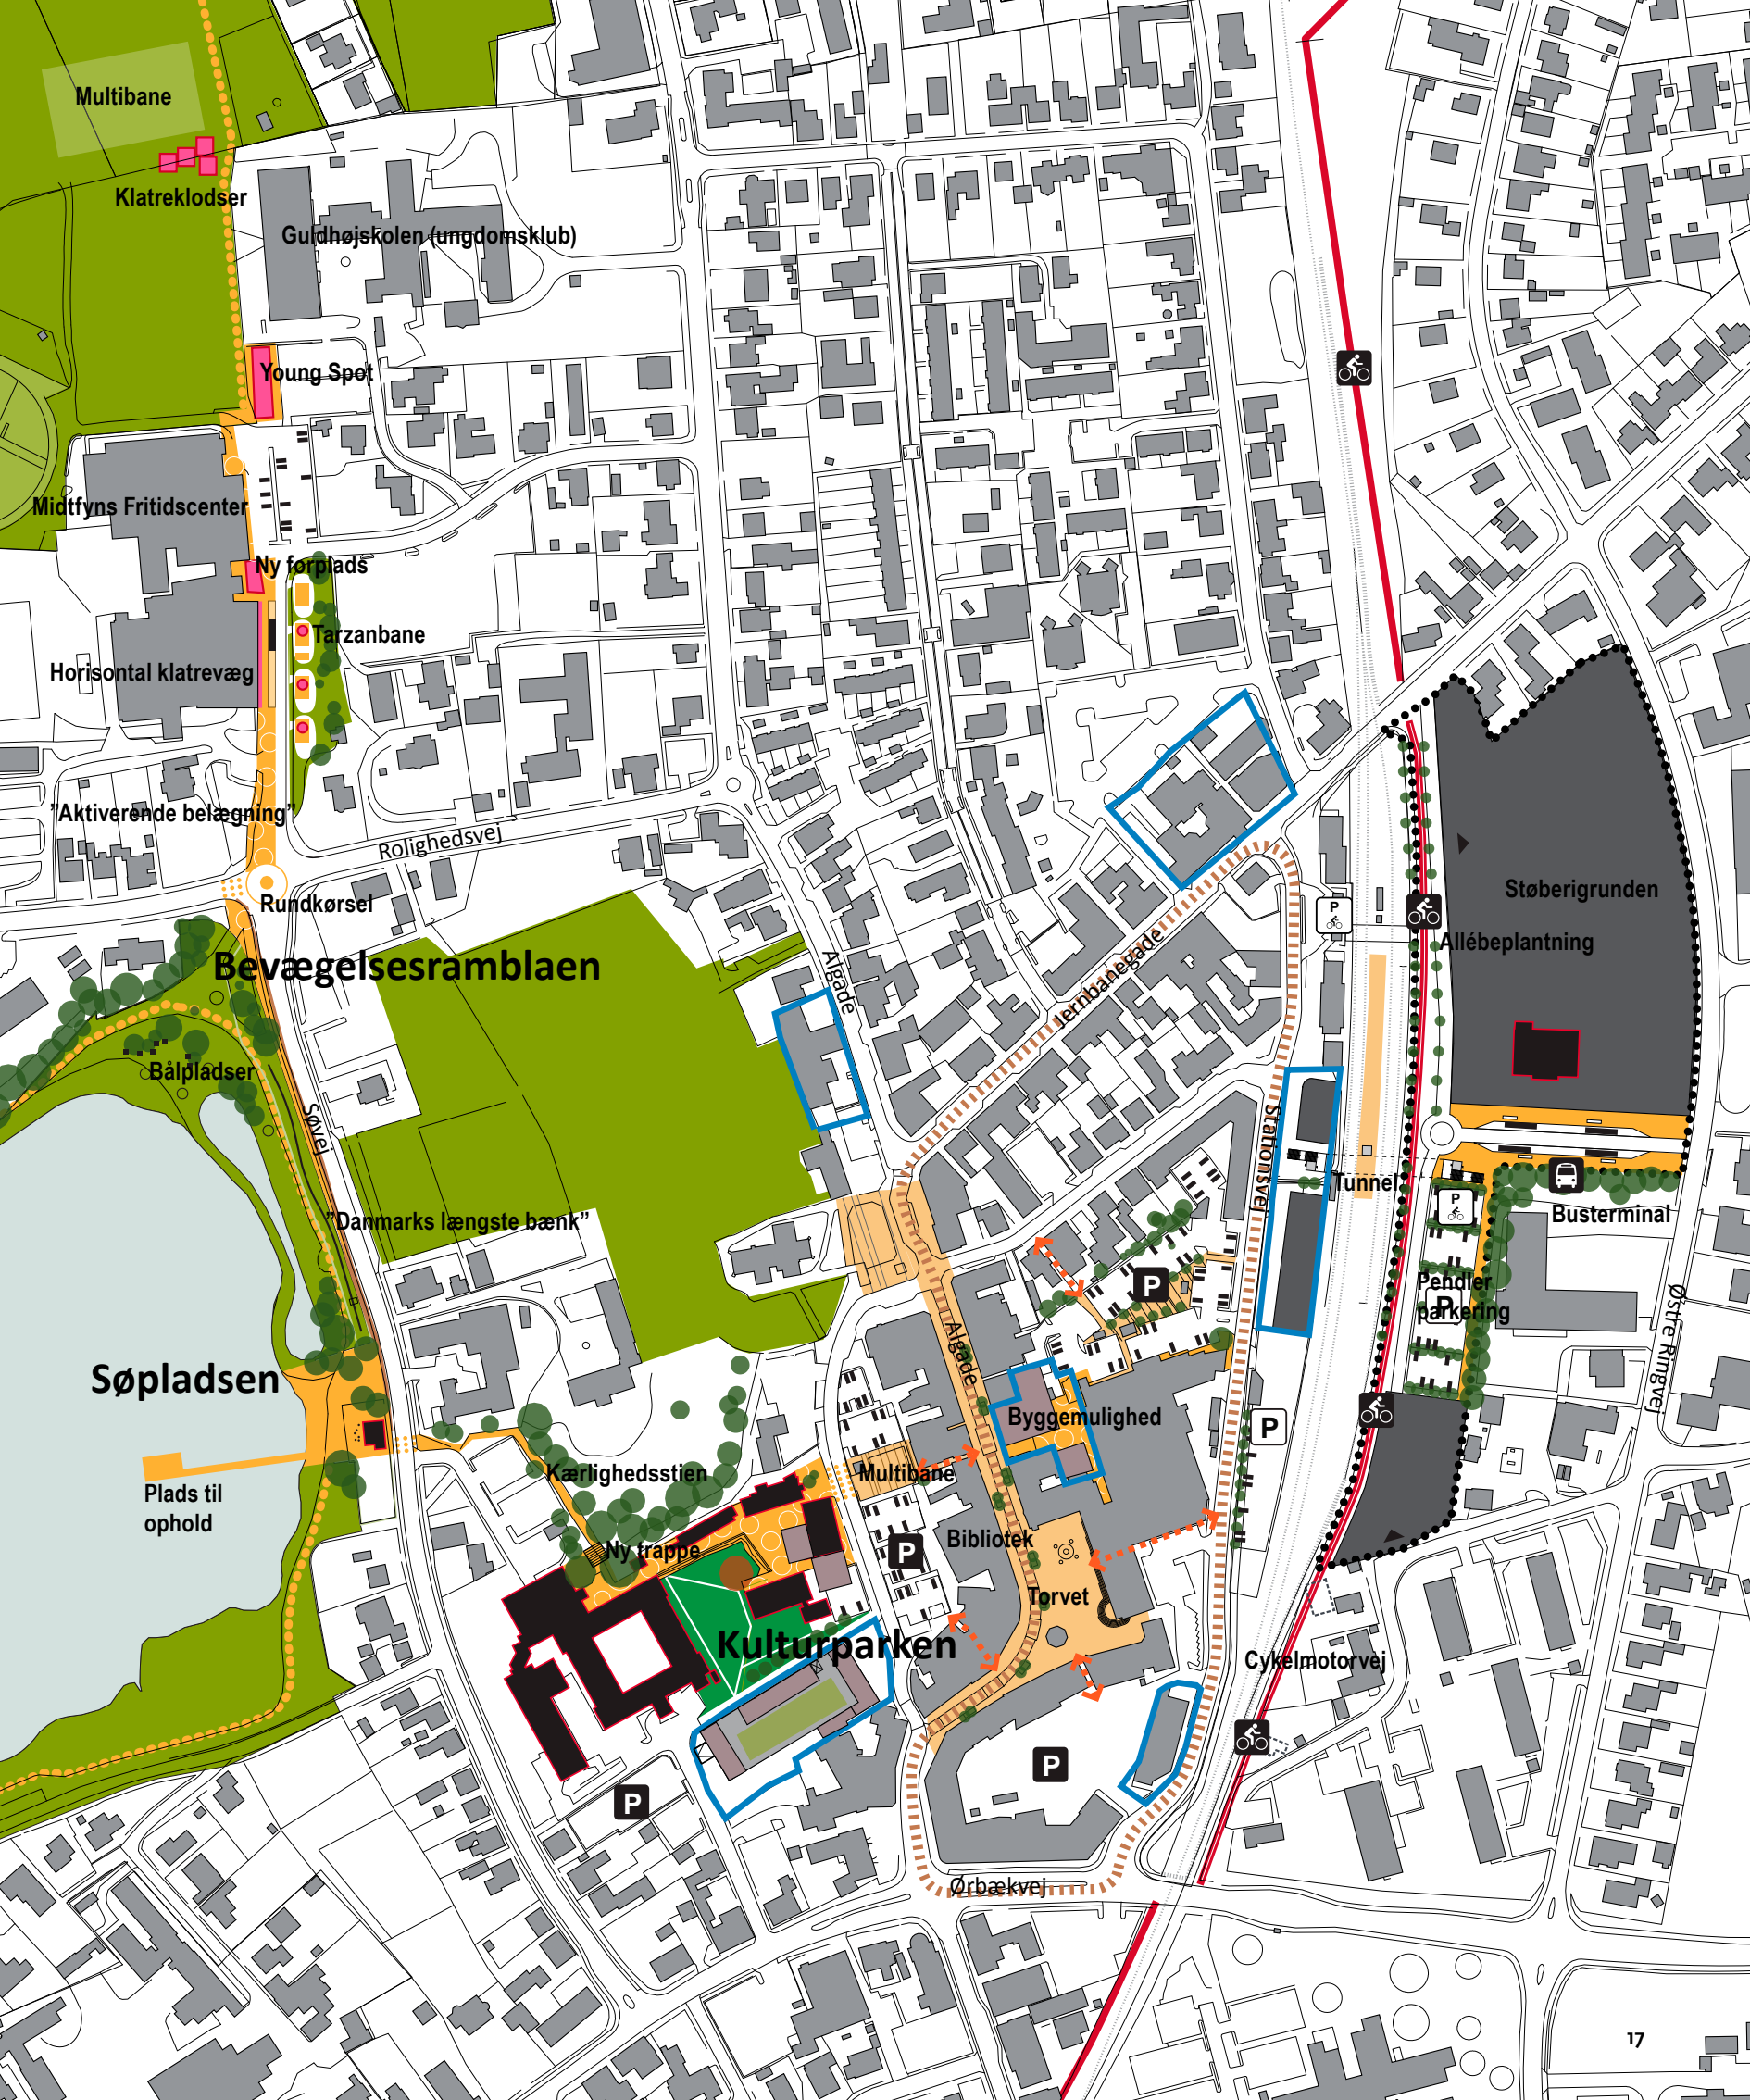 Multibane
Klatreklodser
Guldhøjskolen (ungdomsklub)
Young Spot
Midtfyns Fritidscenter
Ny forplads
Tarzanbane
Horisontal klatrevæg
"Aktiverende belægning"
Rolighedsvej
Rundkørsel
Bevægelsesramblaen
Algade
Jernbanegade
P
Støberigrunden
Allébeplantning
Bålpladser
Søvej
Stationsvej
Tunnel
P
Busterminal
"Danmarks længste bænk"
P
Pendler
P
parkering
Østre Ringvej
Algade
Søpladsen
Byggemulighed
P
Kærlighedsstien
Multibane
Plads til
ophold
Ny trappe
P
Bibliotek
Torvet
Kulturparken
Cykelmotorvej
P
P
Ørbækvej
17